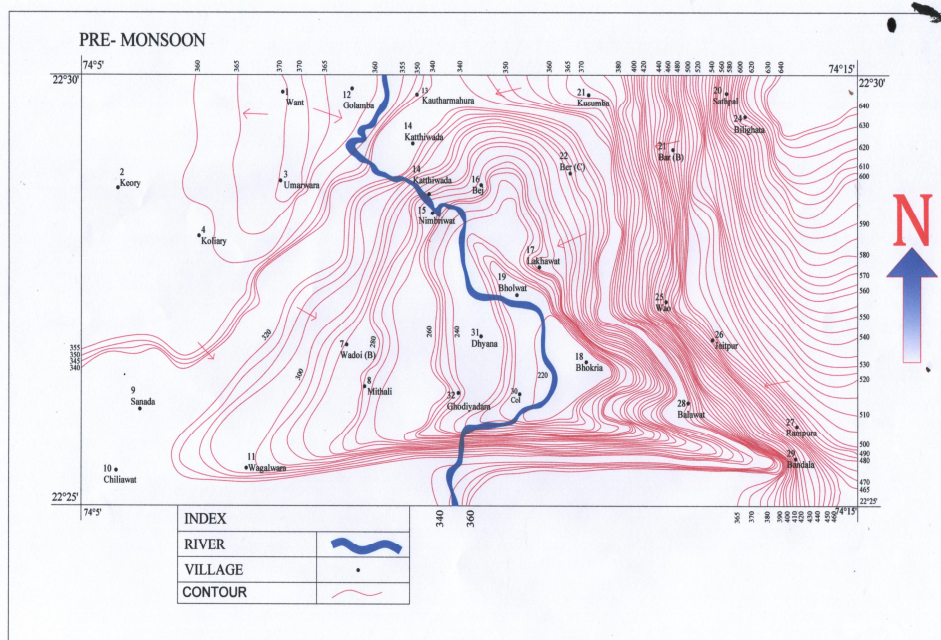 PRE- MONSOON
74°5' 360 365 370 370 365 360 355 350 340 340 350 360 365 370 380 400 420 440 460 480 500 520 540 560 580 600 620 630 640 74°15'
22°30' 22°30'
1 Want
12 Golamba
13 Kautharmahura
21 Kusumba
20 Sathpal
24 Bilighata
14 Katthiwada
21 Bar (B)
22 Ber (C)
2 Keory
3 Umarwara
14 Katthiwada
16 Bej
15 Nimbriwat
4 Koliary
17 Lakhawat
19 Bholwat
25 Wao
26 Jaitpur
31 Dhyana
7 Wadoi (B)
18 Bhokria
8 Mithali
32 Ghodiyadara
30 Col
28 Balawat
9 Sanada
27 Rampura
29 Bandala
11 Wagalwara
10 Chiliawat
320
300
280
260
240
220
355
350
345
340
640
630
620
610
600
590
580
570
560
550
540
530
520
510
500
490
480
470
465
N
22°25' 22°25'
74°5' 340 360 365 370 380 390 400 410 420 430 440 450 460 74°15'
INDEX
RIVER
VILLAGE
CONTOUR